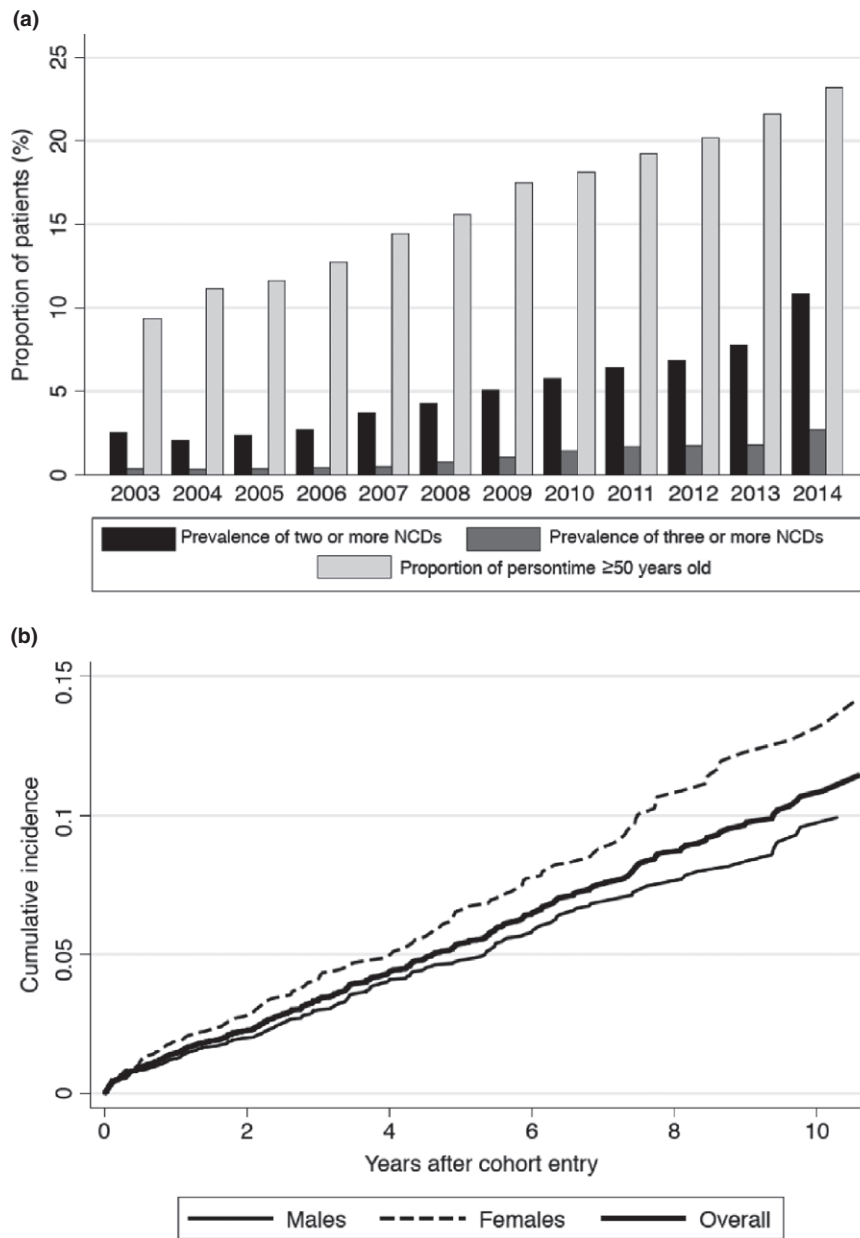 (a)
Proportion of patients (%)
25
20
15
10
5
0
2003 2004 2005 2006 2007 2008 2009 2010 2011 2012 2013 2014
Prevalence of two or more NCDs Prevalence of three or more NCDs
Proportion of persontime ≥50 years old
(b)
Cumulative incidence
0.15
0.1
0.05
0
0 2 4 6 8 10
Years after cohort entry
Males Females Overall